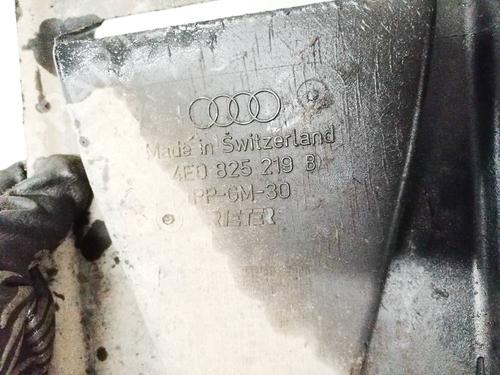 Made in Switzerland
4E0 825 219 B
PP-GM-30
RIETER